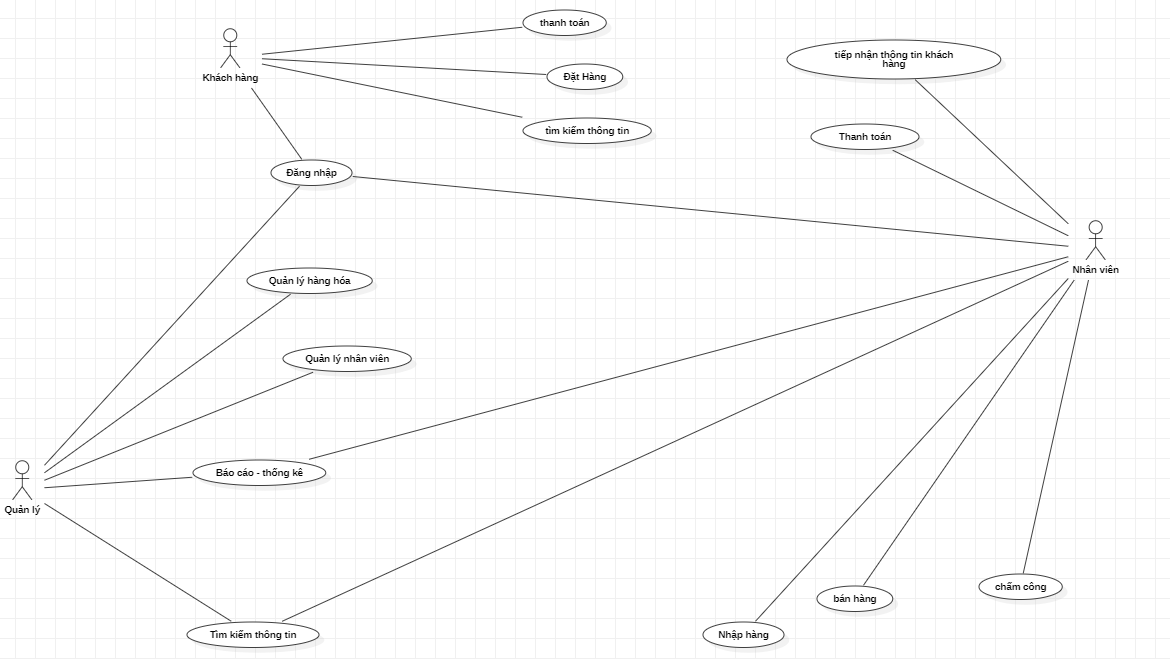 thanh toán
Khách hàng
Đặt Hàng
tìm kiếm thông tin
tiếp nhận thông tin khách
hàng
Thanh toán
Đăng nhập
Nhân viên
Quản lý hàng hóa
Quản lý nhân viên
Báo cáo - thống kê
Quản lý
Tìm kiếm thông tin
Nhập hàng
bán hàng
chấm công